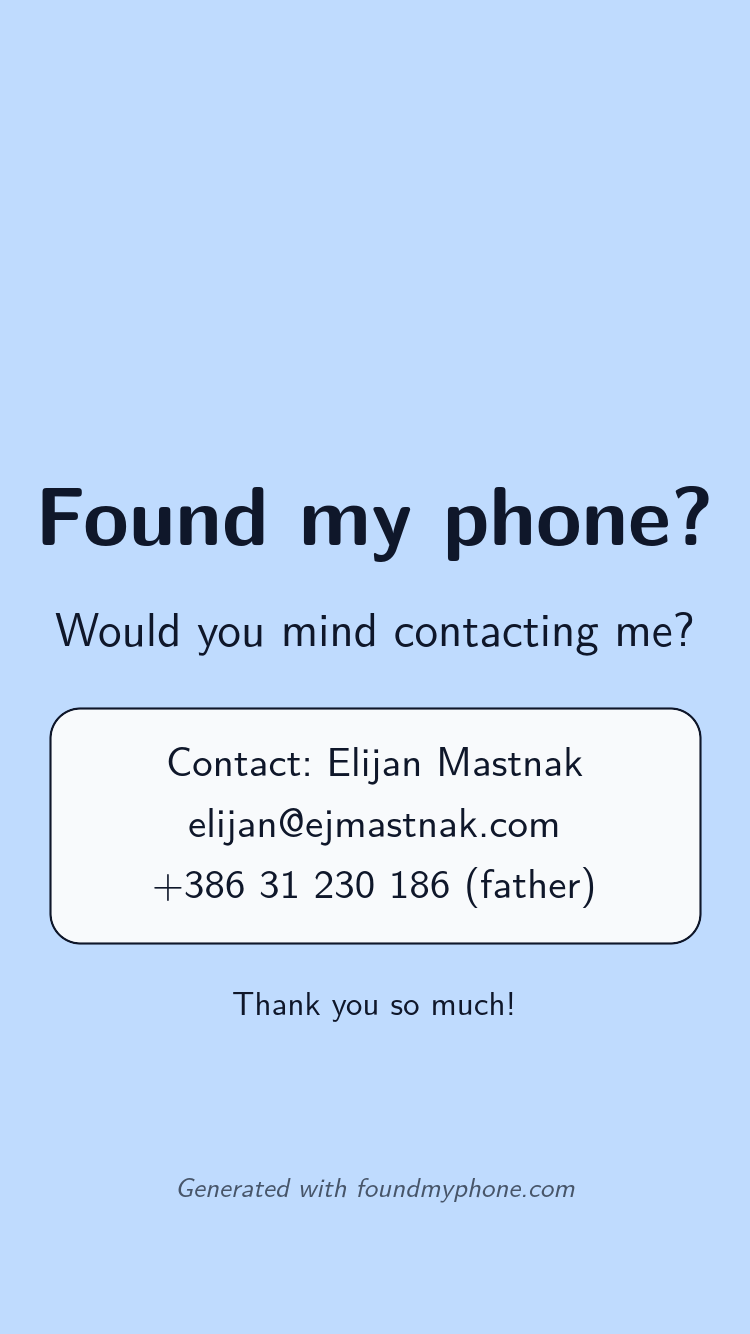 Found my phone?
Would you mind contacting me?
Contact: Elijan Mastnak
elijan@ejmastnak.com
+386 31 230 186 (father)
Thank you so much!
Generated with foundmyphone.com